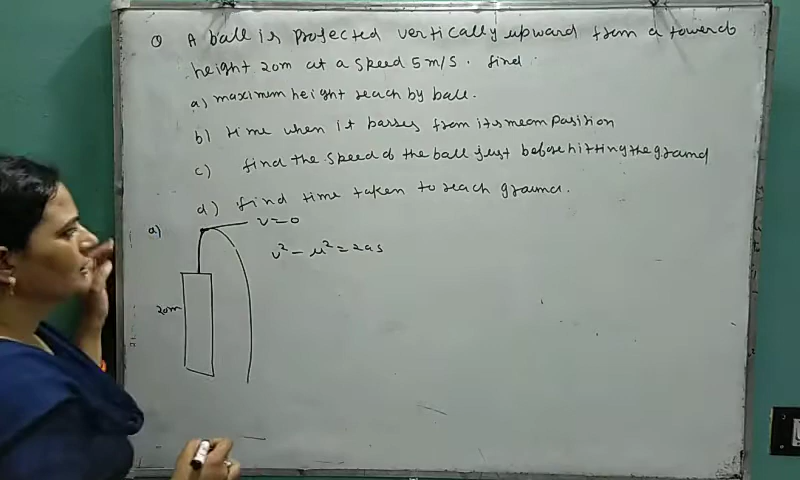 Q A ball is projected vertically upward from a tower of
height 20m at a speed 5 m/s. find
a) maximum height reach by ball.
b) time when it passes from its mean position
c) find the speed of the ball just before hitting the ground
d) find time taken to reach ground.
a)
v=0
v² - u² = 2as
20m